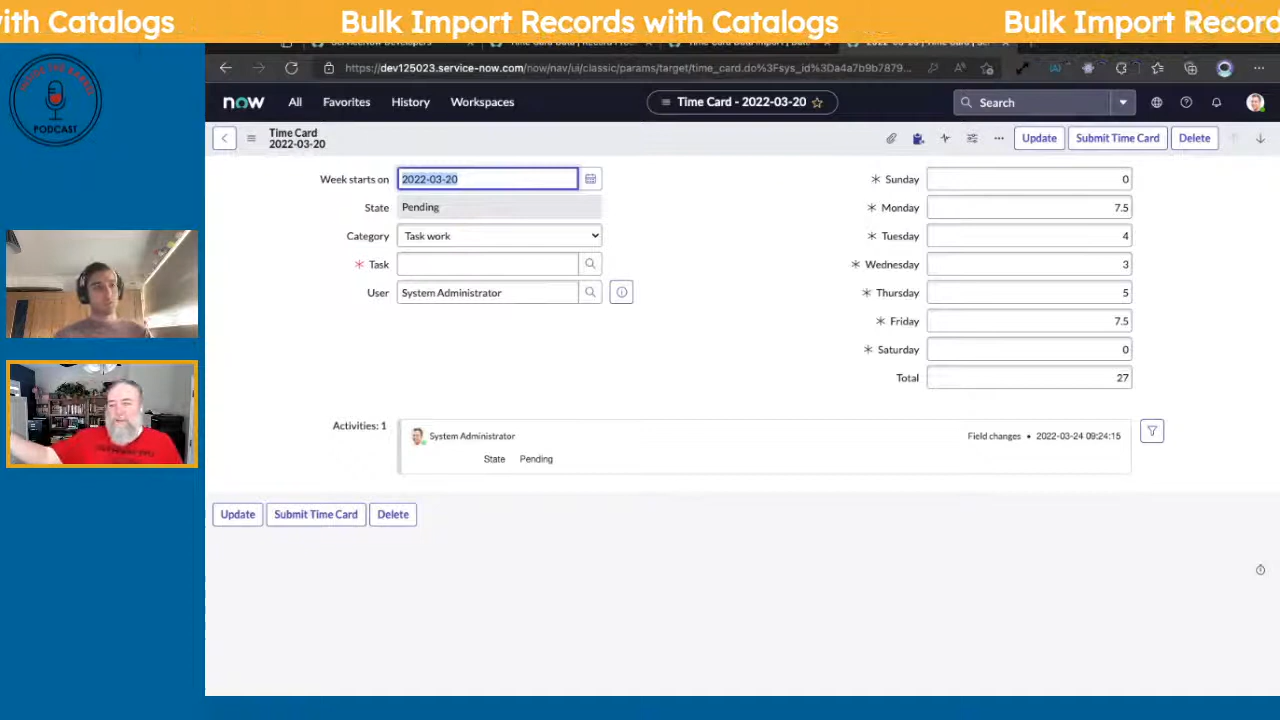 with Catalogs
Bulk Import Records with Catalogs
Bulk Import Record
PODCAST
https://dev125023.service-now.com/now/nav/ui/classic/params/target/time_card.do%3Fsys_id%3Da4a7b9b7879...
now
All
Favorites
History
Workspaces
Time Card - 2022-03-20
Search
Time Card
2022-03-20
Update
Submit Time Card
Delete
Week starts on
2022-03-20
State
Pending
Category
Task work
Task
User
System Administrator
Sunday
0
Monday
7.5
Tuesday
4
Wednesday
3
Thursday
5
Friday
7.5
Saturday
0
Total
27
Activities: 1
System Administrator
Field changes • 2022-03-24 09:24:15
State
Pending
Update
Submit Time Card
Delete